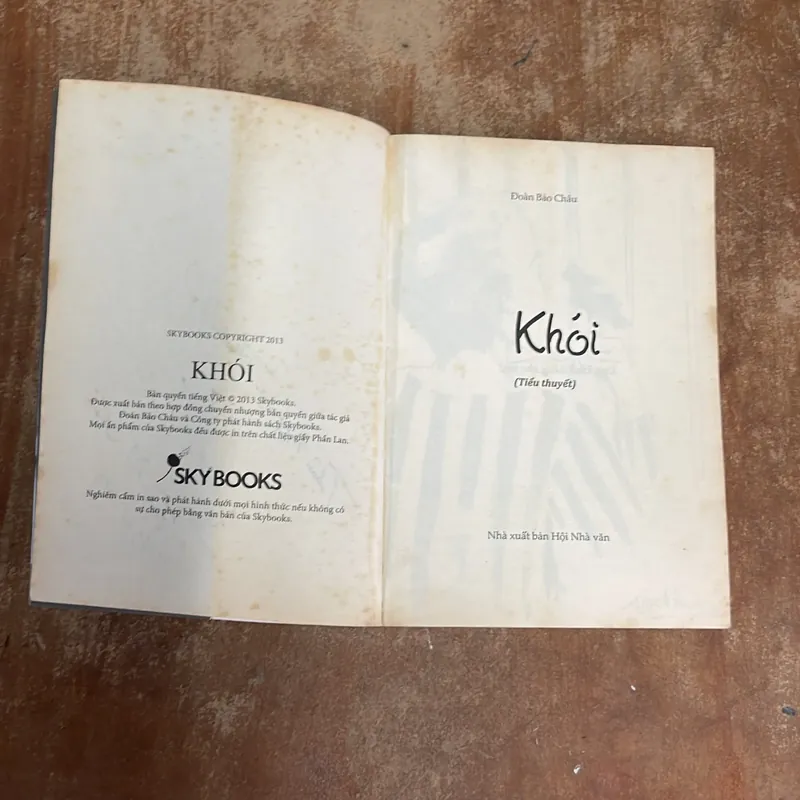 SKYBOOKS COPYRIGHT 2013
KHÓI
Bản quyền tiếng Việt © 2013 Skybooks.
Được xuất bản theo hợp đồng chuyển nhượng bản quyền giữa tác giả
Đoàn Bảo Châu và Công ty phát hành sách Skybooks.
Mọi ấn phẩm của Skybooks đều được in trên chất liệu giấy Phần Lan.
SKYBOOKS
Nghiêm cấm in sao và phát hành dưới mọi hình thức nếu không có
sự cho phép bằng văn bản của Skybooks.
Đoàn Bảo Châu
Khói
(Tiểu thuyết)
Nhà xuất bản Hội Nhà văn